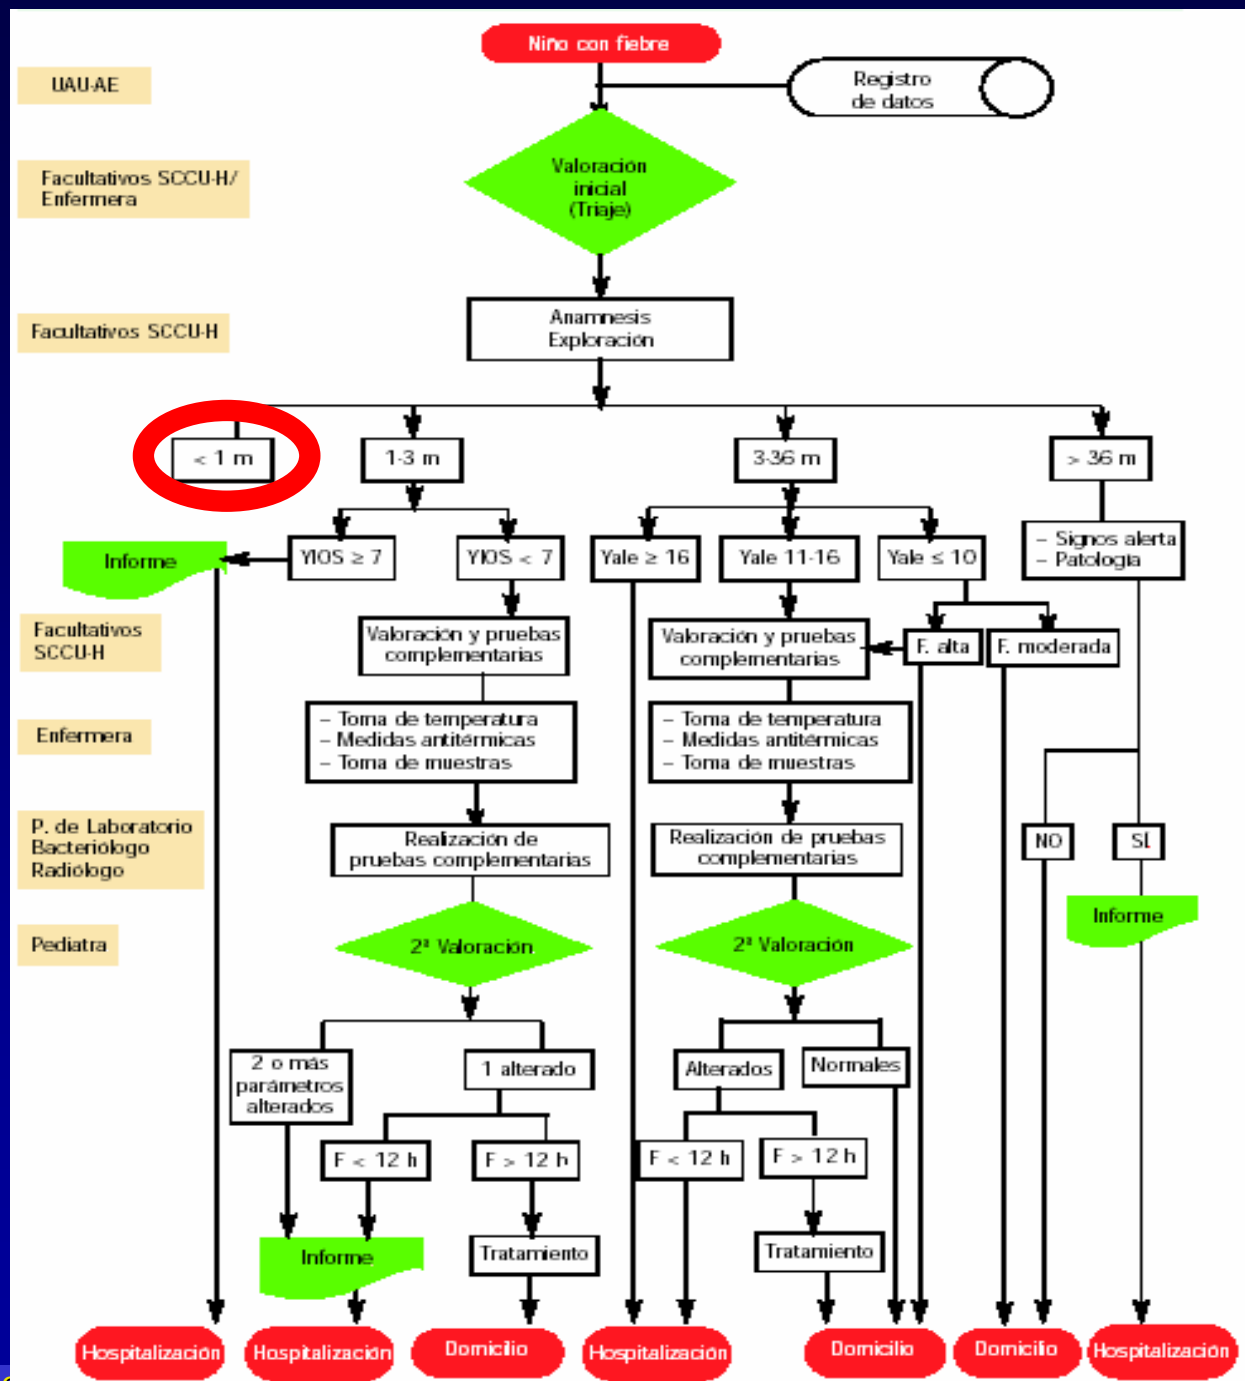 Niño con fiebre
UAU-AE
Registro
de datos
Valoración
inicial
(Triaje)
Facultativos SCCU-H/
Enfermera
Facultativos SCCU-H
Anamnesis
Exploración
< 1 m
1-3 m
3-36 m
> 36 m
Informe
YIOS ≥ 7
YIOS < 7
Yale ≥ 16
Yale 11-16
Yale ≤ 10
– Signos alerta
– Patología
Facultativos
SCCU-H
Valoración y pruebas
complementarias
Valoración y pruebas
complementarias
F. alta
F. moderada
Enfermera
– Toma de temperatura
– Medidas antitérmicas
– Toma de muestras
– Toma de temperatura
– Medidas antitérmicas
– Toma de muestras
P. de Laboratorio
Bacteriólogo
Radiólogo
Realización de
pruebas complementarias
Realización de pruebas
complementarias
NO
SÍ
Informe
Pediatra
2ª Valoración
2ª Valoración
2 o más
parámetros
alterados
1 alterado
Alterados
Normales
F < 12 h
F > 12 h
F < 12 h
F > 12 h
Informe
Tratamiento
Tratamiento
Hospitalización
Hospitalización
Domicilio
Hospitalización
Domicilio
Domicilio
Hospitalización